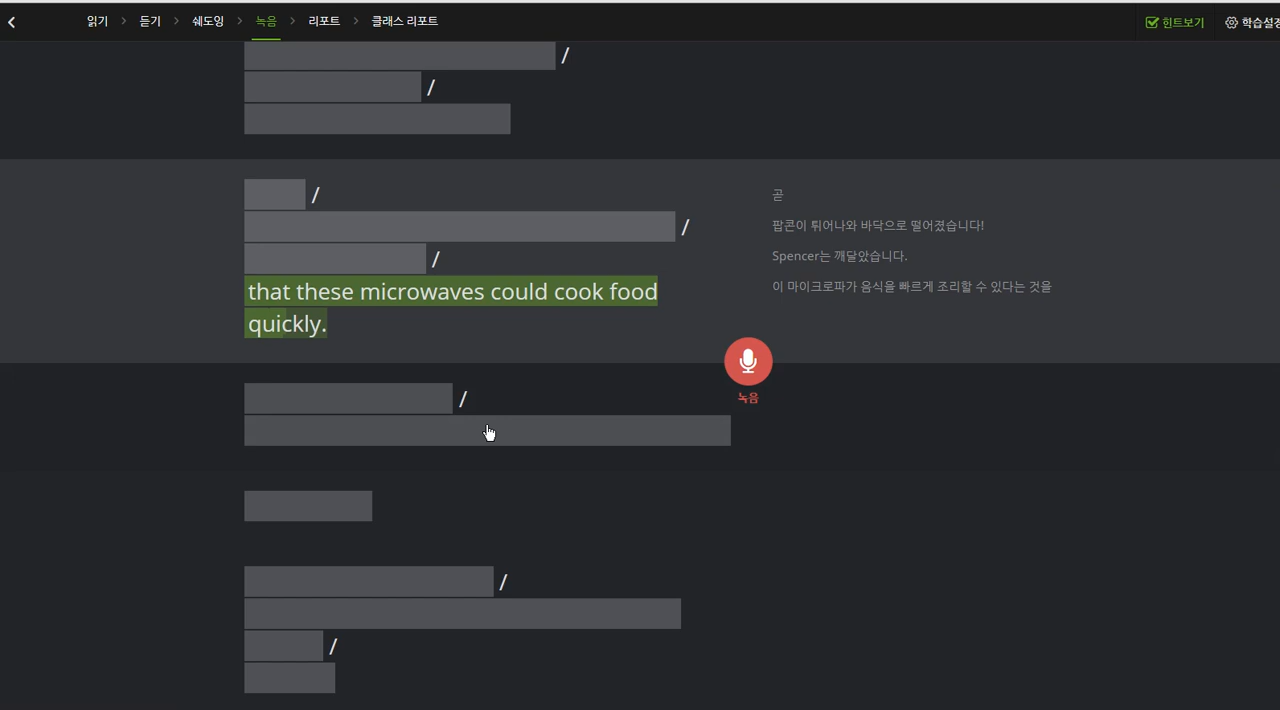 읽기 > 듣기 > 쉐도잉 > 녹음 > 리포트 > 클래스 리포트
힌트보기
학습설정
/
/
/
곧
/
팝콘이 튀어나와 바닥으로 떨어졌습니다!
/
Spencer는 깨달았습니다.
that these microwaves could cook food
이 마이크로파가 음식을 빠르게 조리할 수 있다는 것을
quickly.
녹음
/
/
/